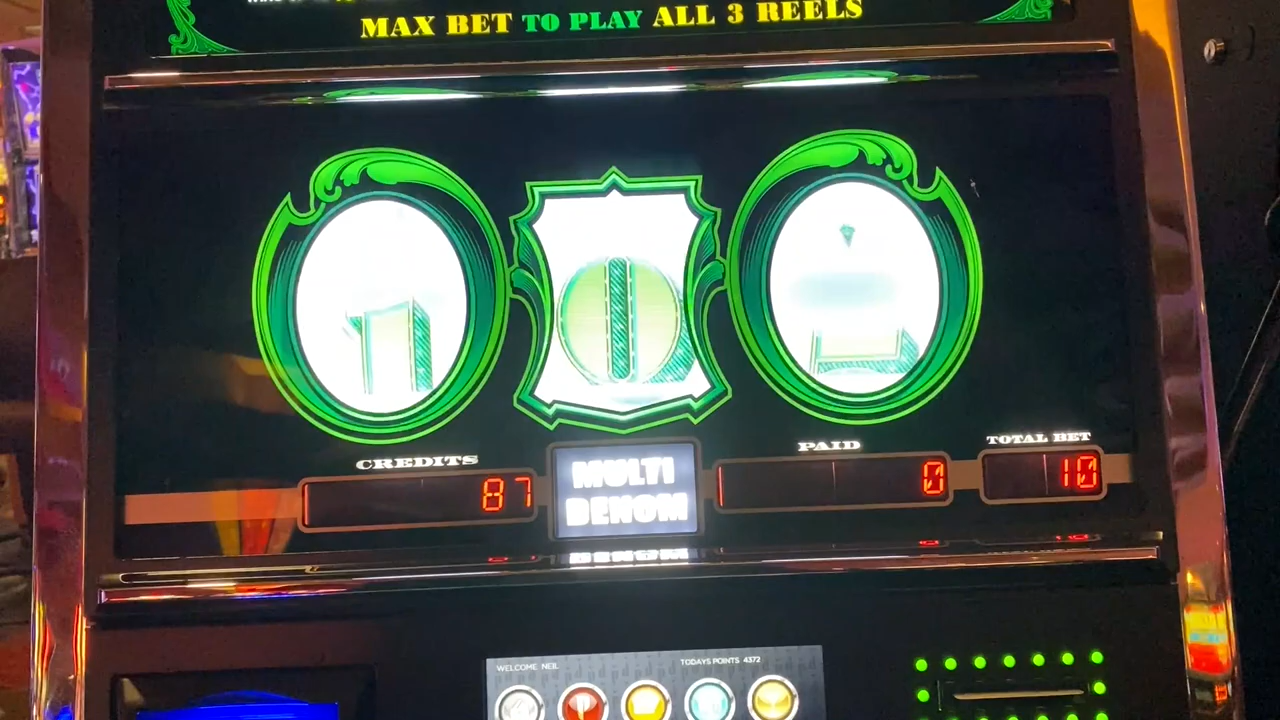 MAX BET TO PLAY ALL 3 REELS
CREDITS
87
MULTI
DENOM
PAID
0
TOTAL BET
10
WELCOME NEIL
TODAYS POINTS 4372